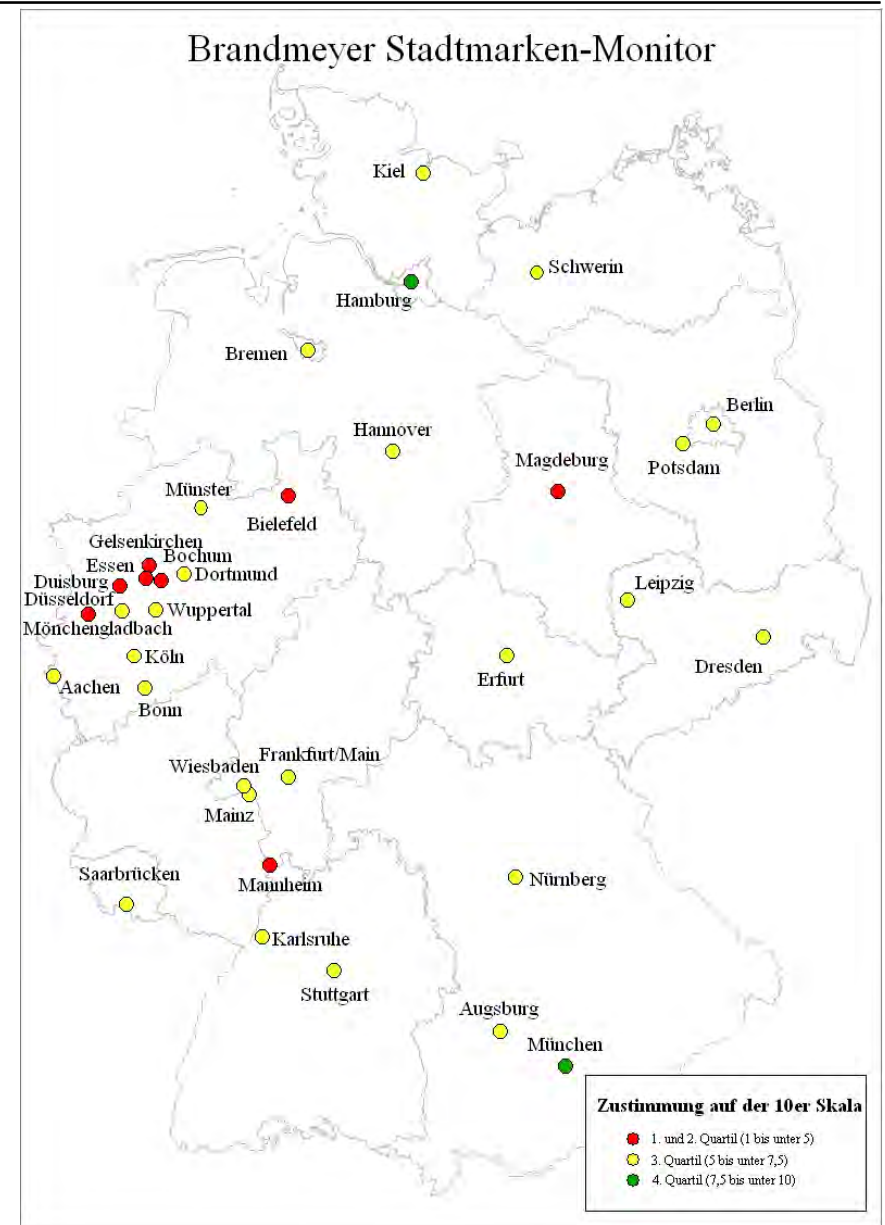 Brandmeyer Stadtmarken-Monitor
Kiel
Schwerin
Hamburg
Bremen
Berlin
Hannover
Potsdam
Magdeburg
Münster
Bielefeld
Gelsenkirchen
Bochum
Essen
Dortmund
Duisburg
Leipzig
Düsseldorf
Wuppertal
Mönchengladbach
Köln
Dresden
Erfurt
Aachen
Bonn
Frankfurt/Main
Wiesbaden
Mainz
Saarbrücken
Mannheim
Nürnberg
Karlsruhe
Stuttgart
Augsburg
München
Zustimmung auf der 10er Skala
1. und 2. Quartil (1 bis unter 5)
3. Quartil (5 bis unter 7,5)
4. Quartil (7,5 bis unter 10)